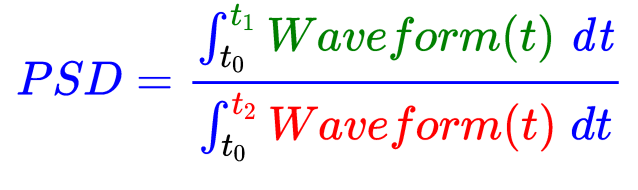 ∫_{t_0}^{t_1} Waveform(t) dt
PSD =
∫_{t_0}^{t_2} Waveform(t) dt